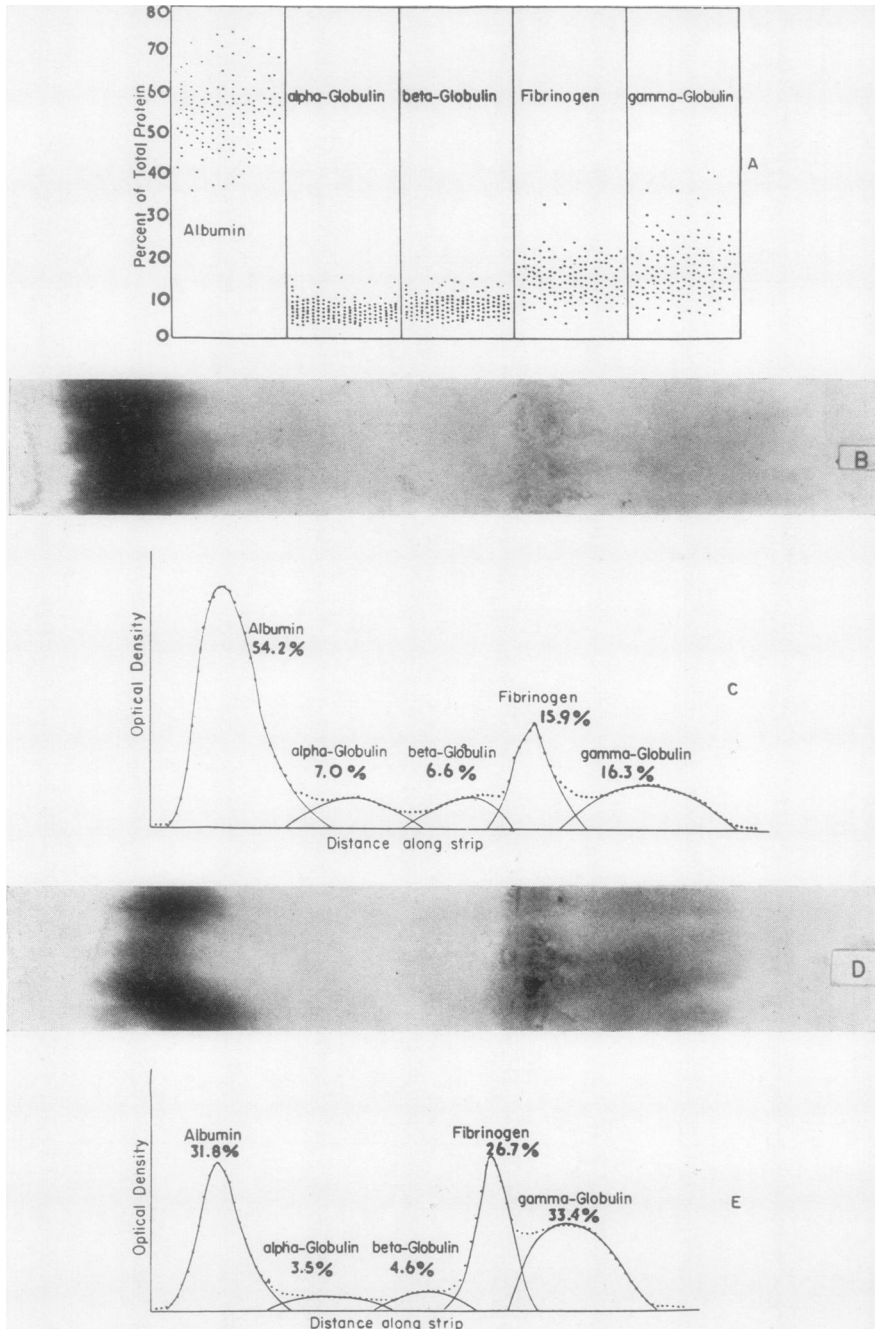 80
70
60
50
40
30
20
10
0
Percent of Total Protein
Albumin
alpha-Globulin
beta-Globulin
Fibrinogen
gamma-Globulin
A
B
Optical Density
Albumin
54.2%
alpha-Globulin
7.0 %
beta-Globulin
6.6 %
Fibrinogen
15.9%
gamma-Globulin
16.3%
C
Distance along strip
D
Optical Density
Albumin
31.8%
alpha-Globulin
3.5%
beta-Globulin
4.6%
Fibrinogen
26.7%
gamma-Globulin
33.4%
E
Distance along strip